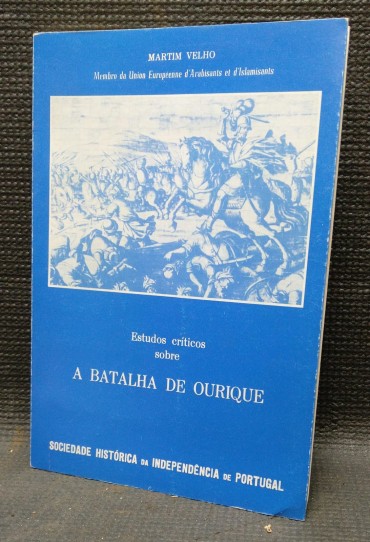 MARTIM VELHO
Membro da Union Europrenne d'Arabisants et d'Islamisants
Estudos críticos
sobre
A BATALHA DE OURIQUE
SOCIEDADE HISTÓRICA DA INDEPENDÊNCIA DE PORTUGAL